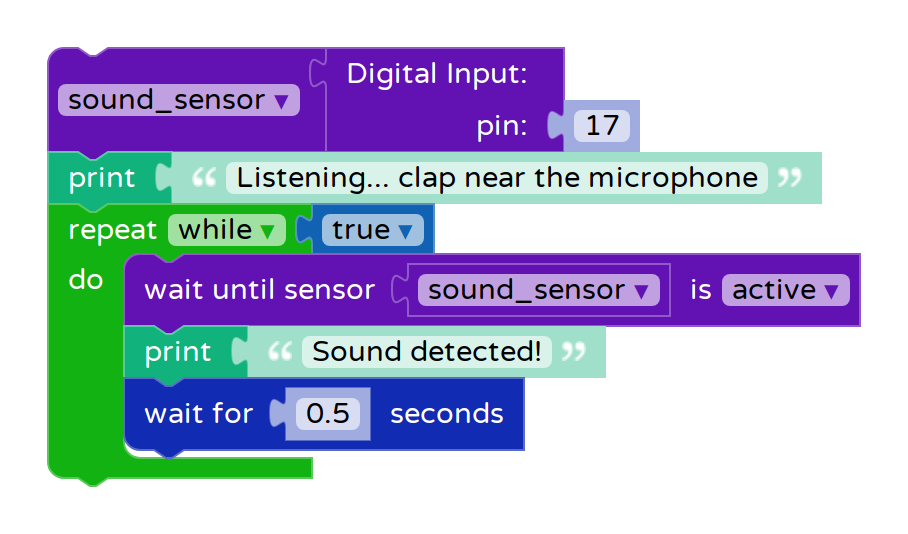 sound_sensor ▾ Digital Input:
pin: 17
print “ Listening... clap near the microphone ”
repeat while ▾ true ▾
do wait until sensor sound_sensor ▾ is active ▾
print “ Sound detected! ”
wait for 0.5 seconds